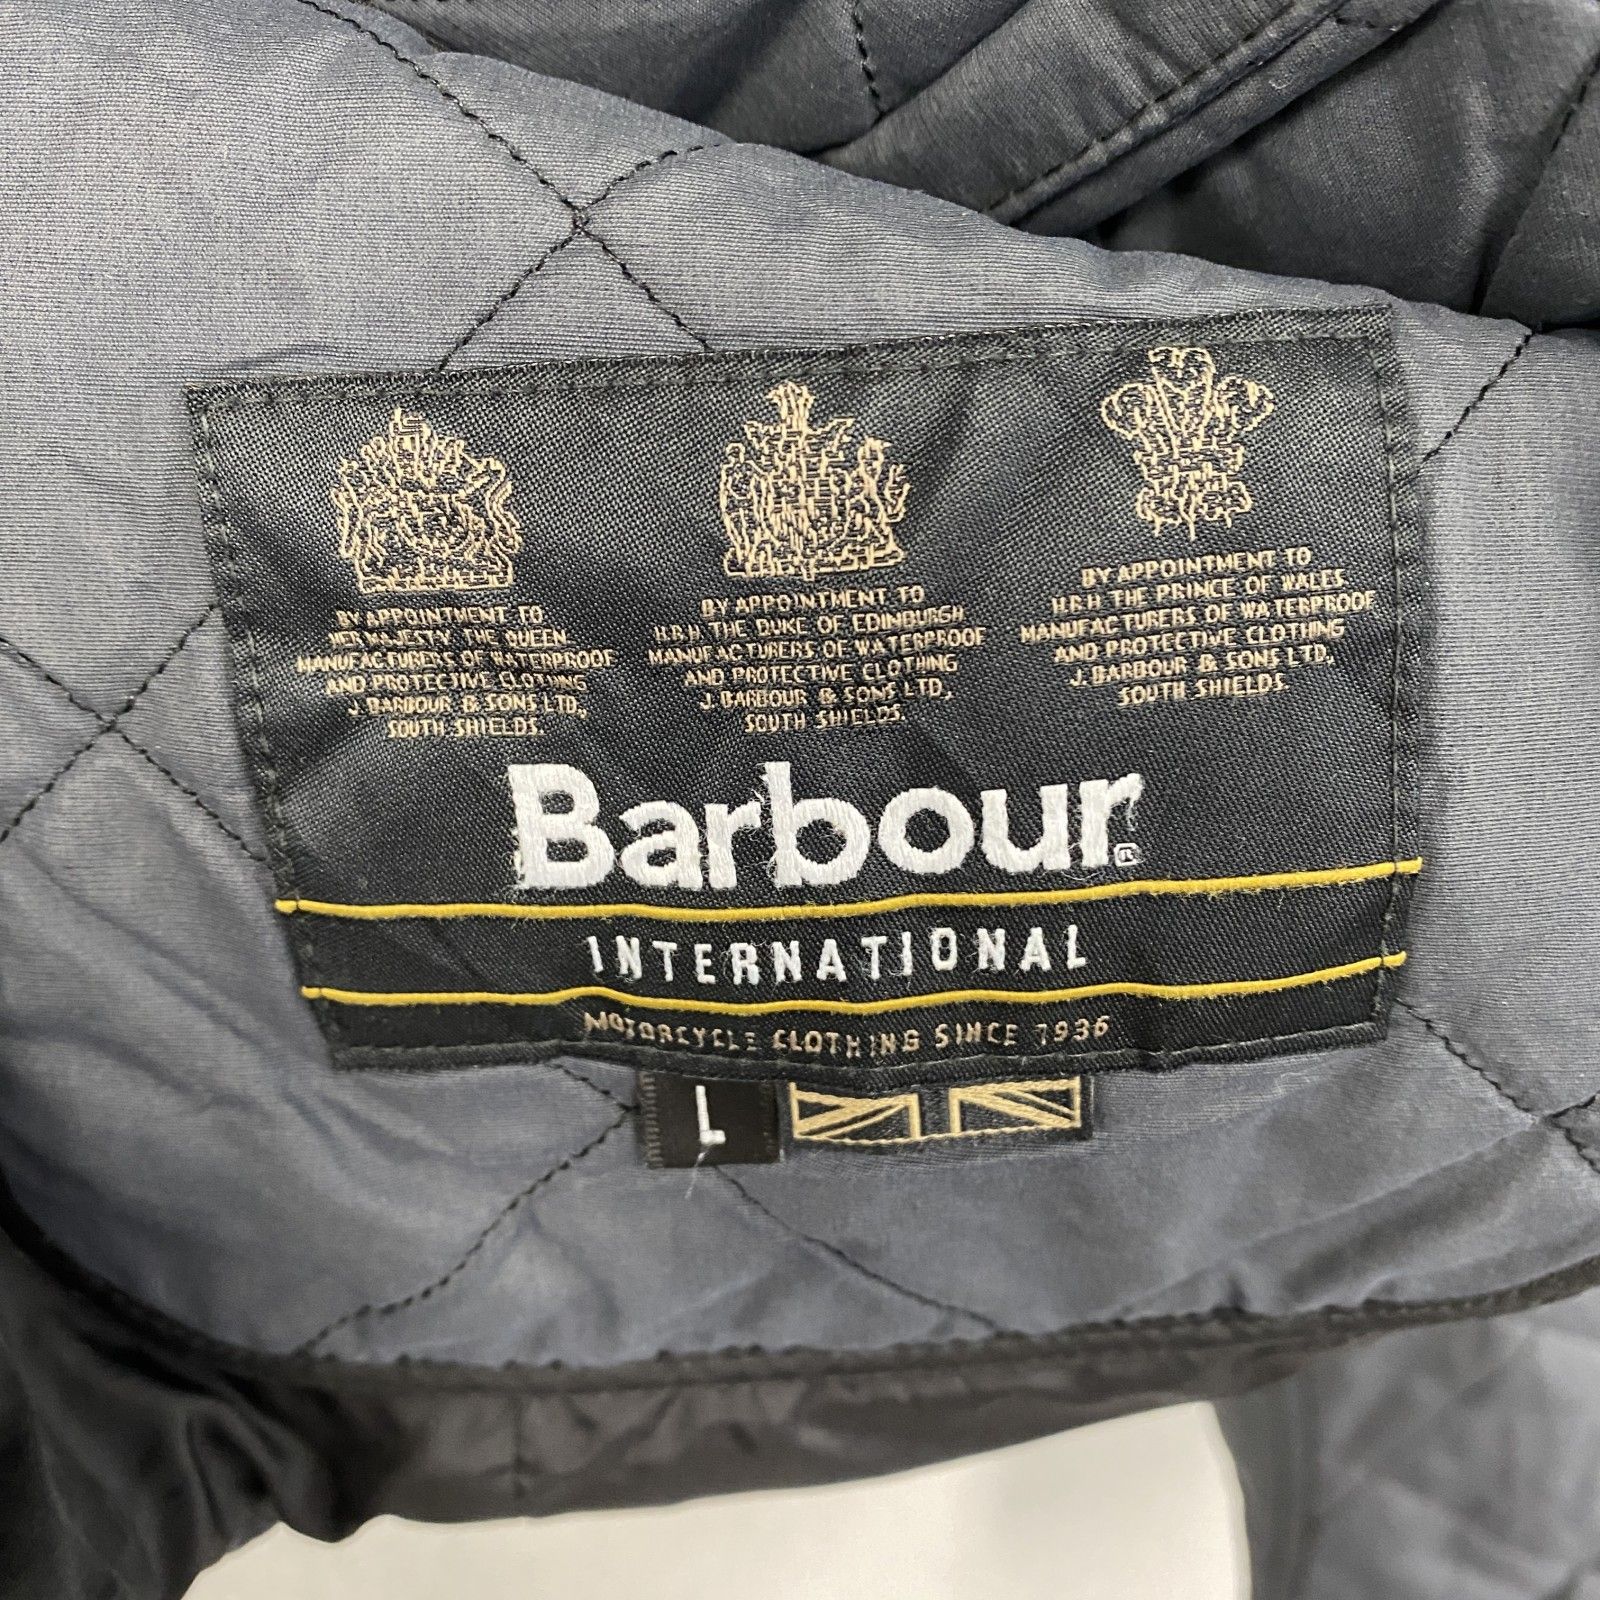 BY APPOINTMENT TO
HER MAJESTY THE QUEEN
MANUFACTURERS OF WATERPROOF
AND PROTECTIVE CLOTHING
J. BARBOUR & SONS LTD.,
SOUTH SHIELDS.
BY APPOINTMENT TO
H.R.H. THE DUKE OF EDINBURGH
MANUFACTURERS OF WATERPROOF
AND PROTECTIVE CLOTHING
J. BARBOUR & SONS LTD.,
SOUTH SHIELDS.
BY APPOINTMENT TO
H.R.H. THE PRINCE OF WALES
MANUFACTURERS OF WATERPROOF
AND PROTECTIVE CLOTHING
J. BARBOUR & SONS LTD,
SOUTH SHIELDS.
Barbour®
INTERNATIONAL
MOTORCYCLE CLOTHING SINCE 1936
L